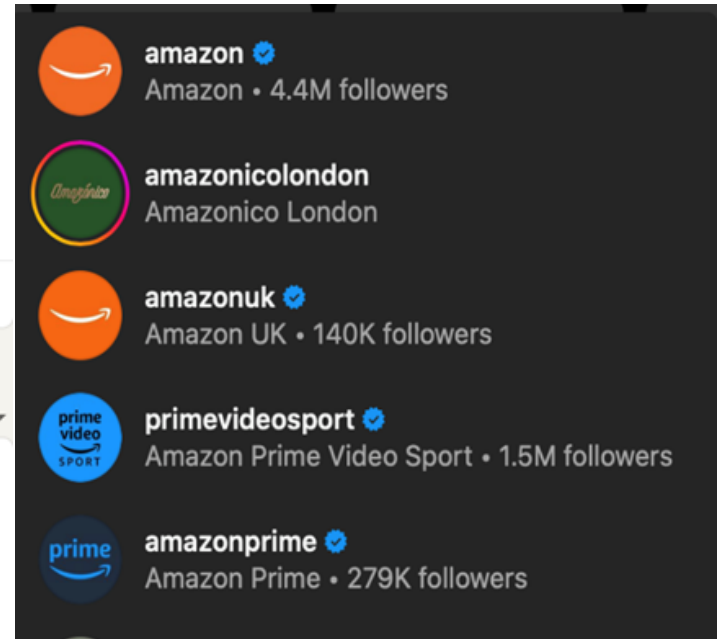 amazon
Amazon • 4.4M followers
Amazónico
amazonicolondon
Amazonico London
amazonuk
Amazon UK • 140K followers
prime
video
SPORT
primevideosport
Amazon Prime Video Sport • 1.5M followers
prime
amazonprime
Amazon Prime • 279K followers